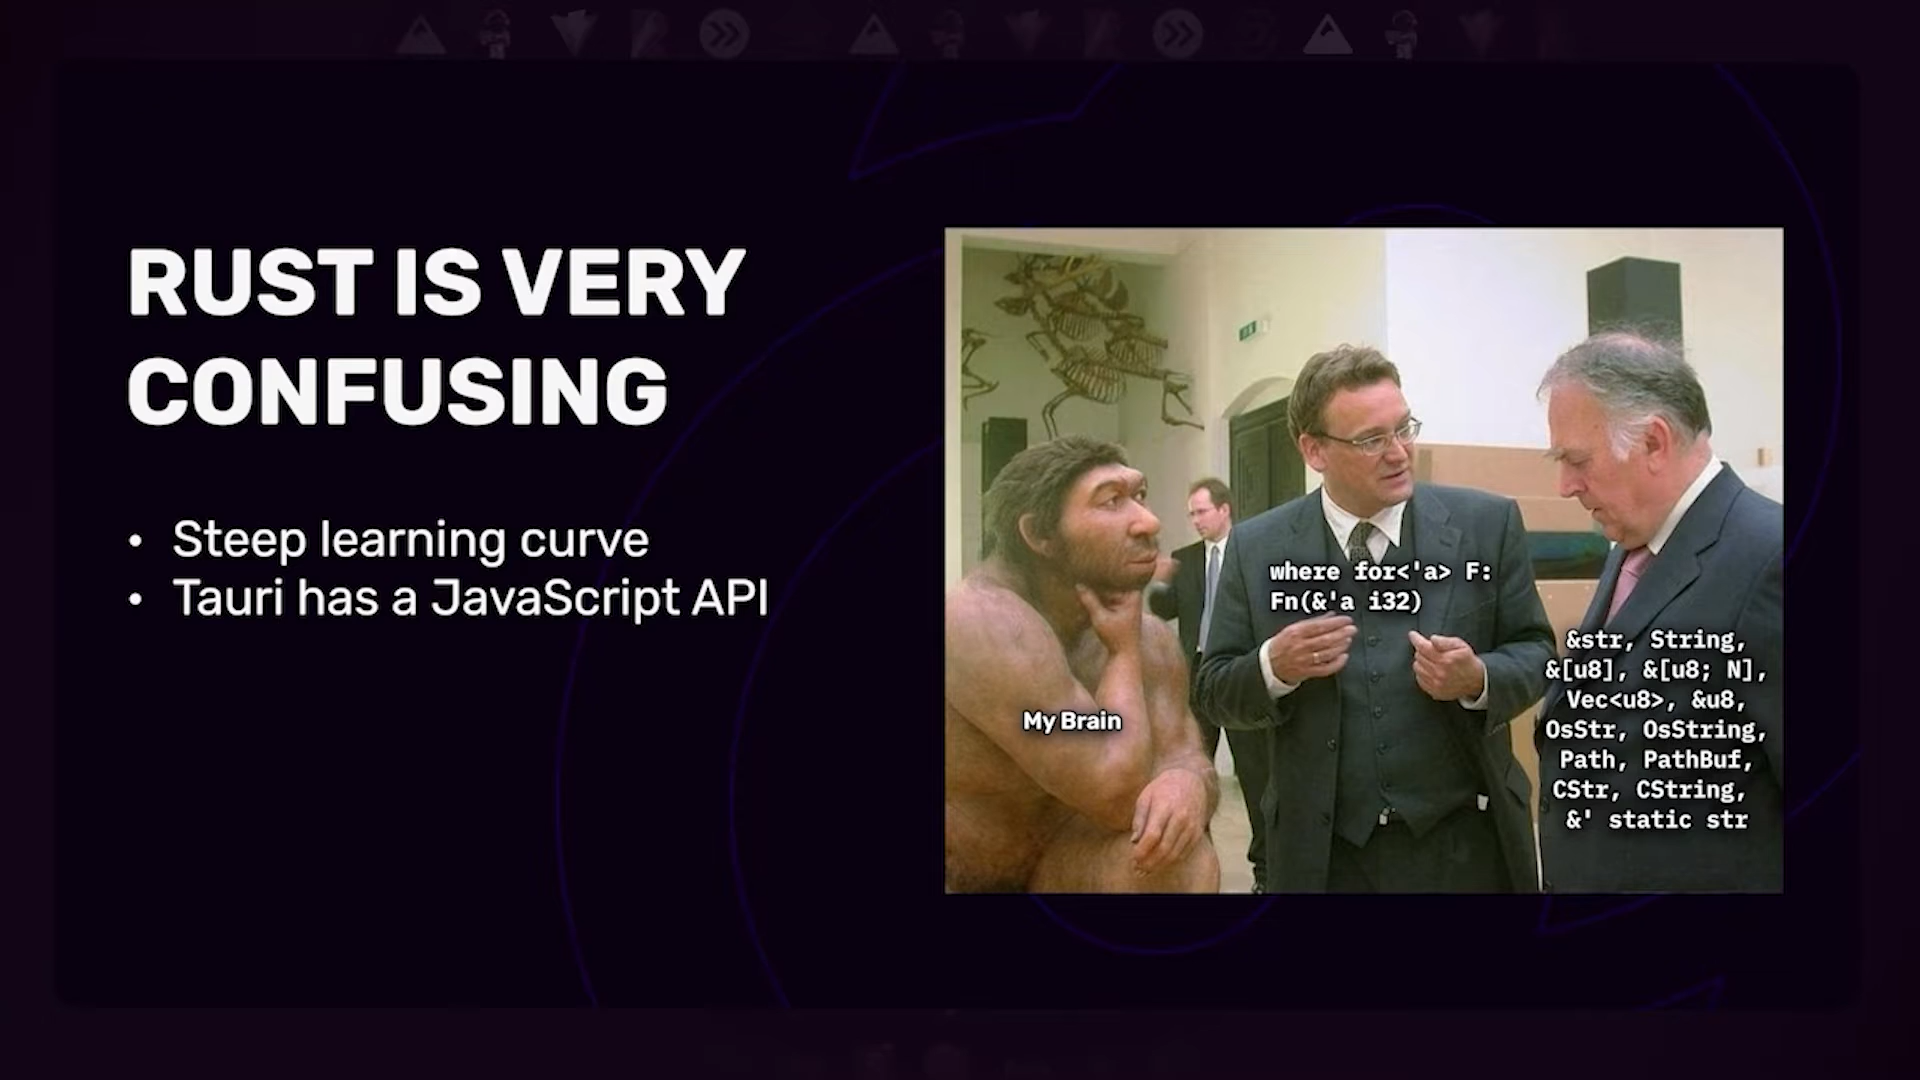 RUST IS VERY
CONFUSING
• Steep learning curve
• Tauri has a JavaScript API
My Brain
where for<'a> F:
Fn(&'a i32)
&str, String,
&[u8], &[u8; N],
Vec<u8>, &u8,
OsStr, OsString,
Path, PathBuf,
CStr, CString,
&' static str